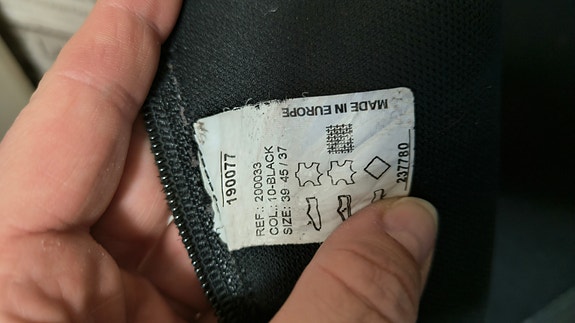 190077
REF.: 200033
COL.: 10-BLACK
SIZE: 39 45 / 37
MADE IN EUROPE
237780